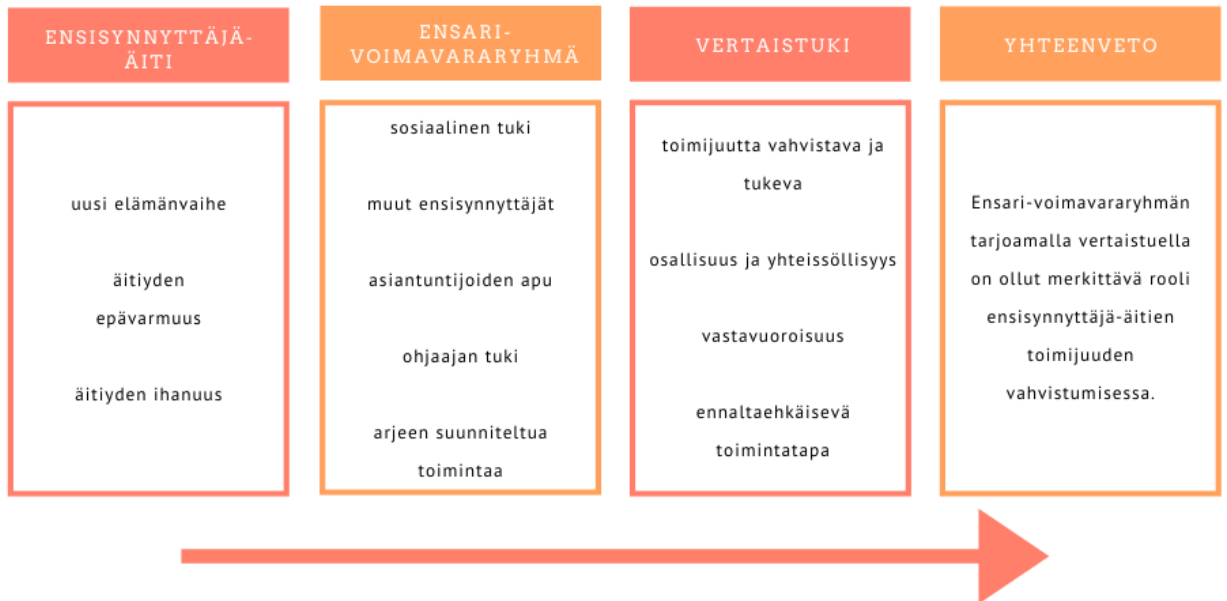 ENSISYNNYTTÄJÄ-
ÄITI
uusi elämänvaihe
äitiyden
epävarmuus
äitiyden ihanuus
ENSARI-
VOIMAVARARYHMÄ
sosiaalinen tuki
muut ensisynnyttäjät
asiantuntijoiden apu
ohjaajan tuki
arjeen suunniteltua
toimintaa
VERTAISTUKI
toimijuutta vahvistava ja
tukeva
osallisuus ja yhteissöllisyys
vastavuoroisuus
ennaltaehkäisevä
toimintatapa
YHTEENVETO
Ensari-voimavararyhmän
tarjoamalla vertaistuella
on ollut merkittävä rooli
ensisynnyttäjä-äitien
toimijuuden
vahvistumisessa.